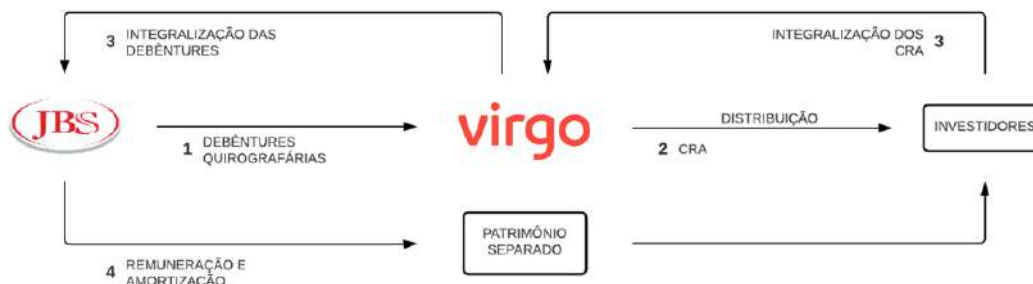 3 INTEGRALIZAÇÃO DAS
DEBÊNTURES
INTEGRALIZAÇÃO DOS 3
CRA
JBS
virgo
INVESTIDORES
1 DEBÊNTURES
QUIROGRAFÁRIAS
DISTRIBUIÇÃO
2 CRA
PATRIMÔNIO
SEPARADO
4 REMUNERAÇÃO E
AMORTIZAÇÃO